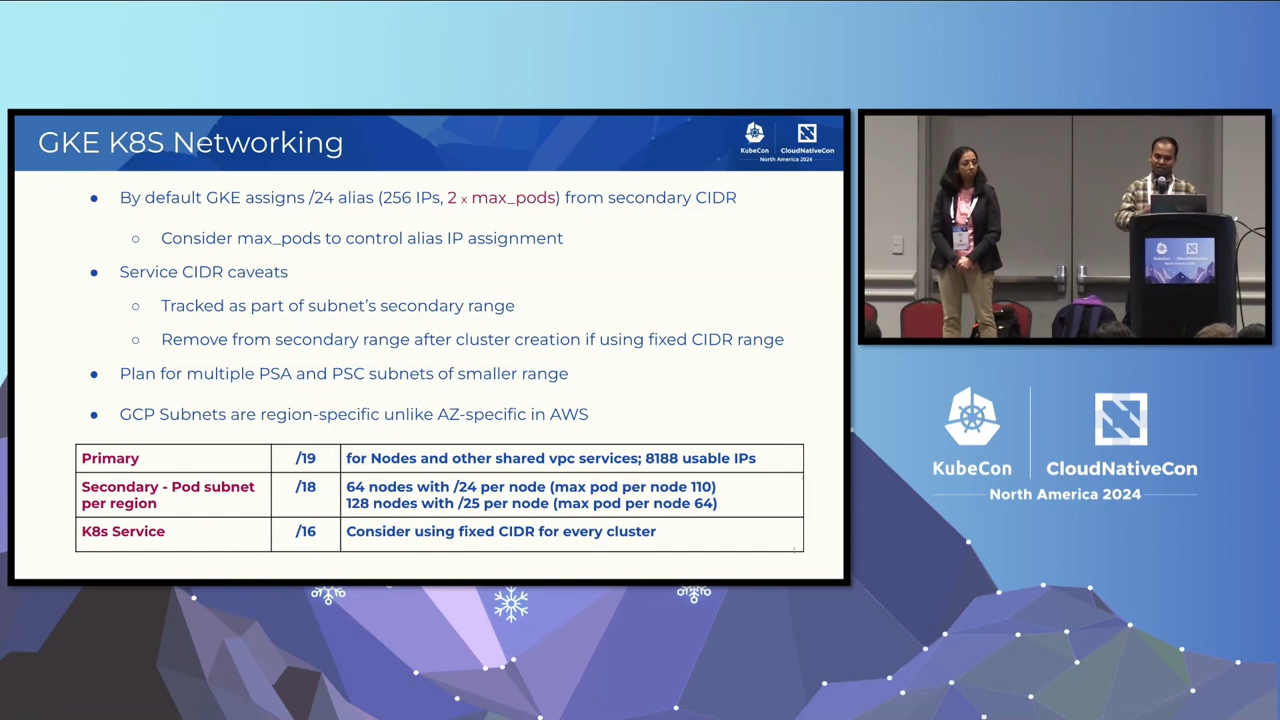 GKE K8S Networking
KubeCon
CloudNativeCon
North America 2024
By default GKE assigns /24 alias (256 IPs, 2 x max_pods) from secondary CIDR
Consider max_pods to control alias IP assignment
Service CIDR caveats
Tracked as part of subnet's secondary range
Remove from secondary range after cluster creation if using fixed CIDR range
Plan for multiple PSA and PSC subnets of smaller range
GCP Subnets are region-specific unlike AZ-specific in AWS
Primary /19 for Nodes and other shared vpc services; 8188 usable IPs
Secondary - Pod subnet per region /18 64 nodes with /24 per node (max pod per node 110)
128 nodes with /25 per node (max pod per node 64)
K8s Service /16 Consider using fixed CIDR for every cluster
KubeCon
CloudNativeCon
KubeCon
CloudNativeCon
North America 2024